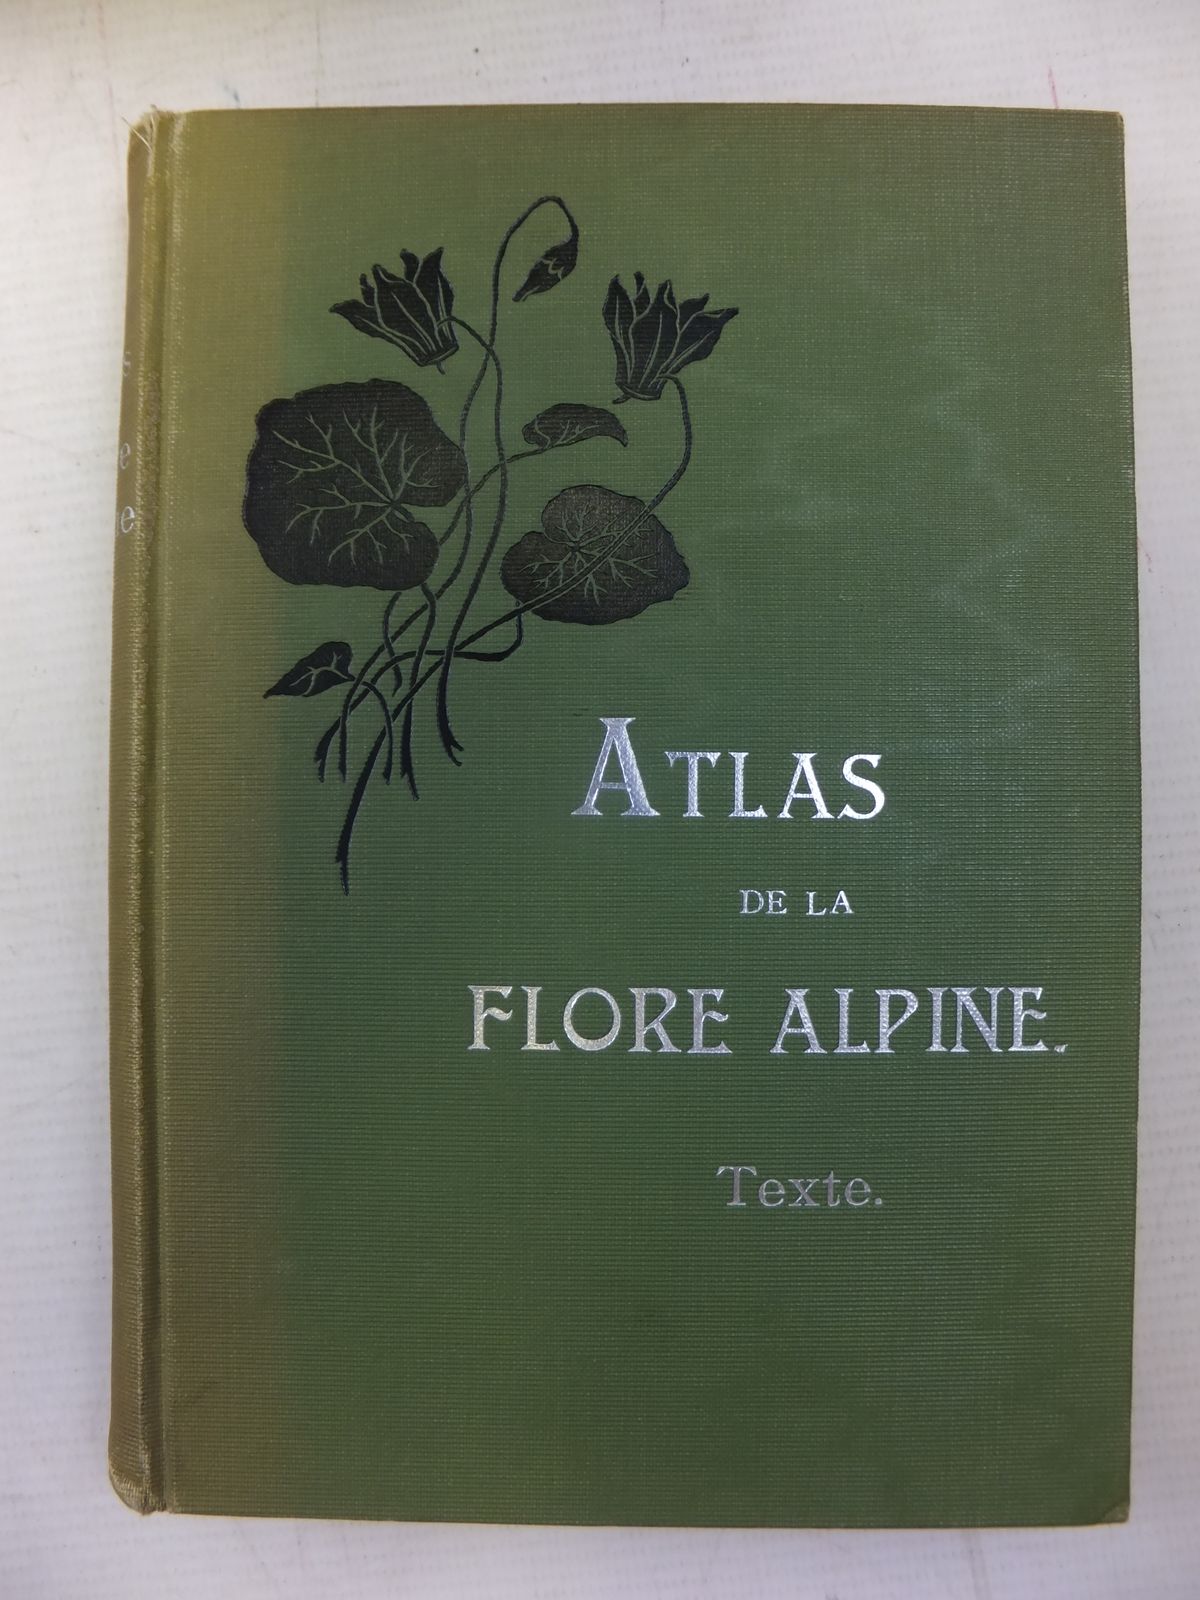 ATLAS
DE LA
FLORE ALPINE.
Texte.